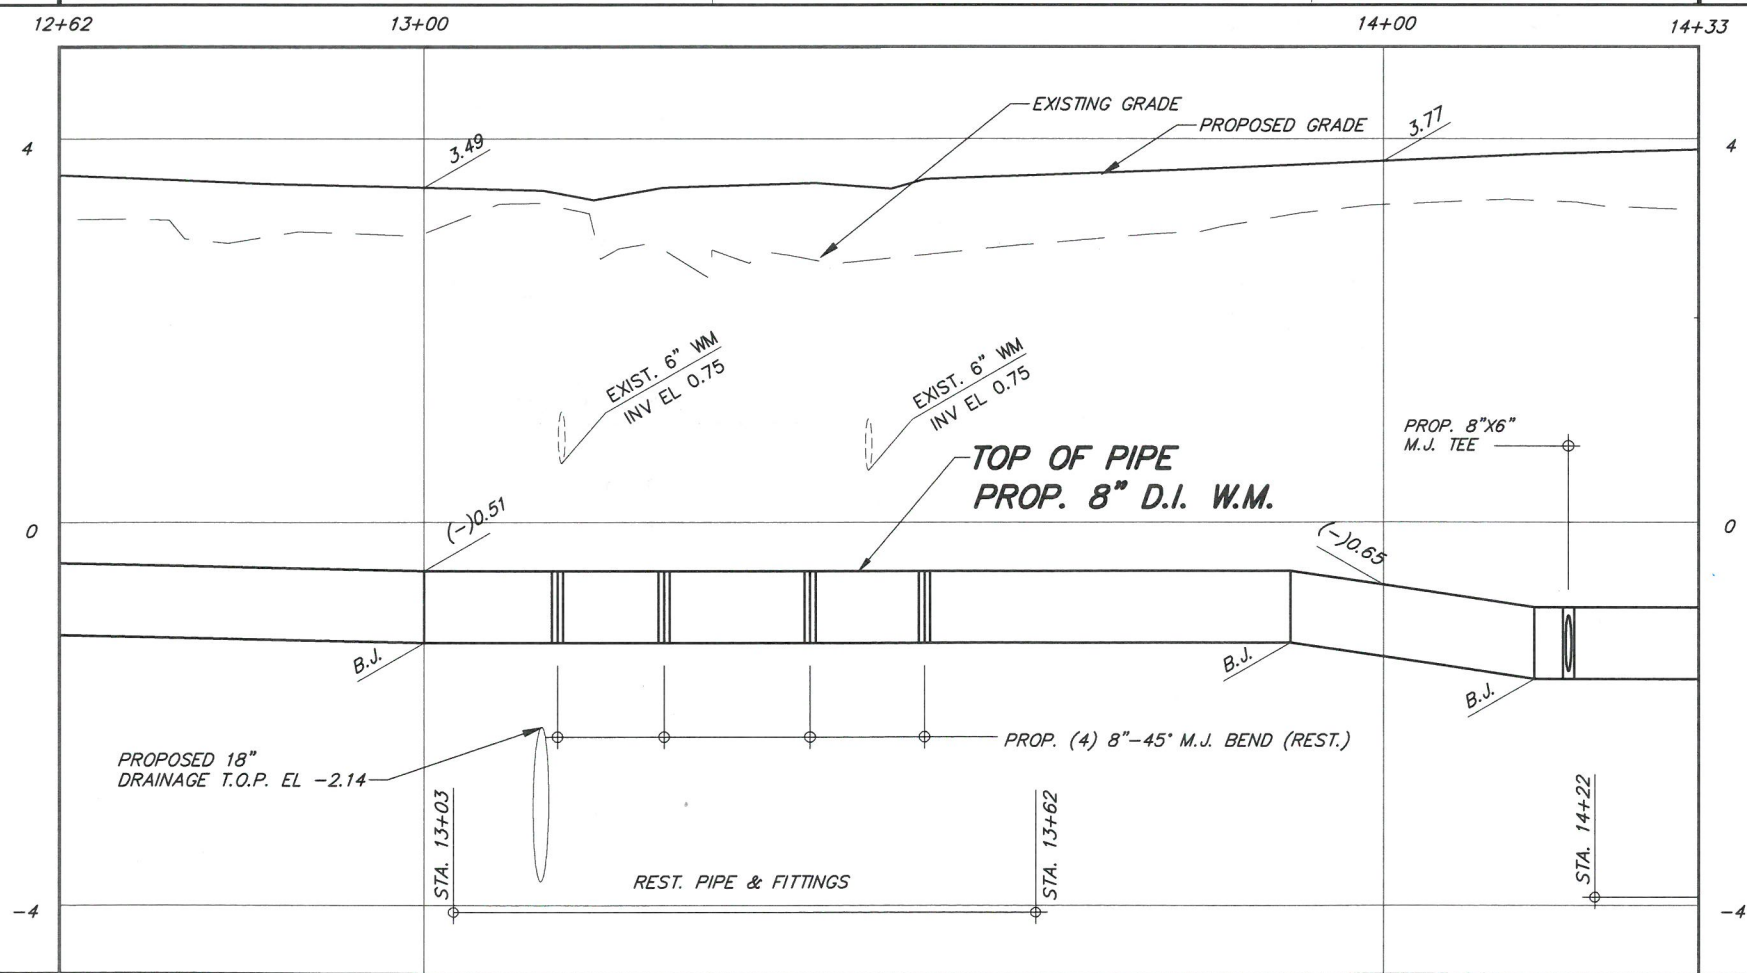 12+62
13+00
14+00
14+33
EXISTING GRADE
PROPOSED GRADE
3.77
4
3.49
4
EXIST. 6" WM
INV EL 0.75
EXIST. 6" WM
INV EL 0.75
PROP. 8"X6"
M.J. TEE
TOP OF PIPE
PROP. 8" D.I. W.M.
0
(-)0.51
(-)0.65
0
B.J.
B.J.
B.J.
PROPOSED 18"
DRAINAGE T.O.P. EL -2.14
PROP. (4) 8"-45° M.J. BEND (REST.)
STA. 13+03
STA. 13+62
STA. 14+22
REST. PIPE & FITTINGS
-4
-4